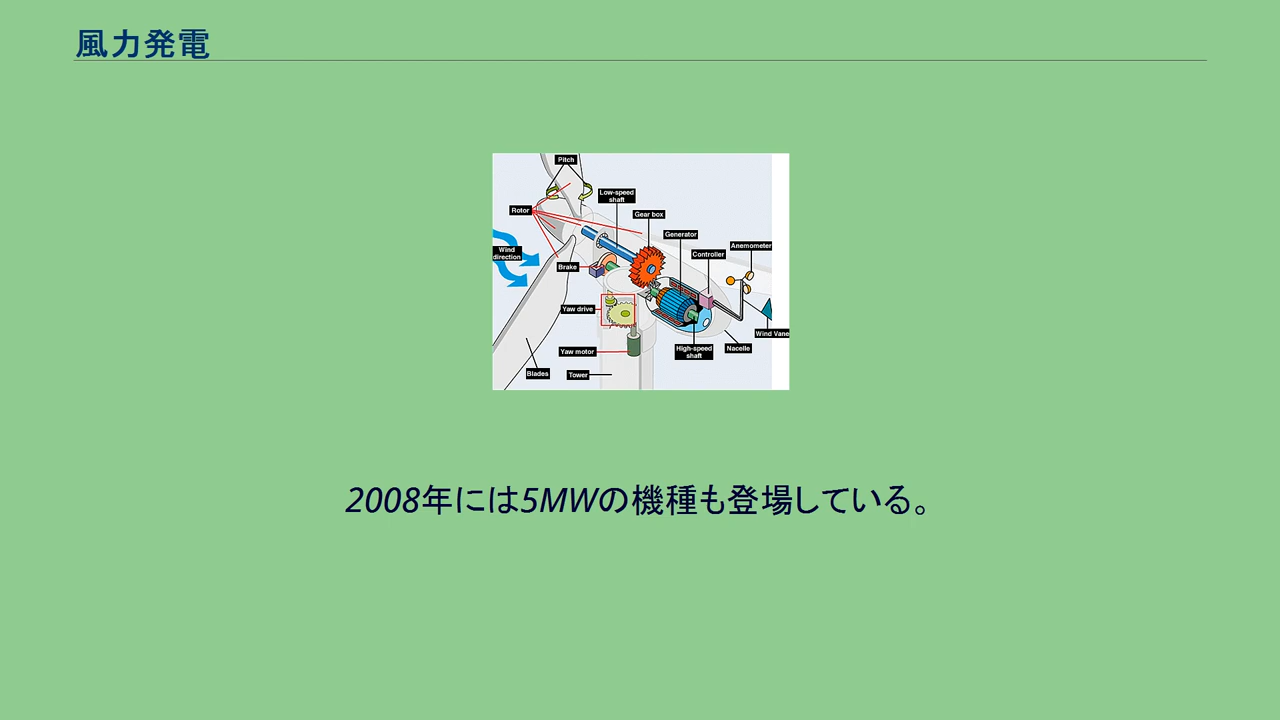 風力発電
Pitch
Low-speed
shaft
Rotor
Gear box
Generator
Anemometer
Wind
direction
Controller
Brake
Yaw drive
Wind Vane
Yaw motor
High-speed
shaft
Nacelle
Blades
Tower
2008年には5MWの機種も登場している。